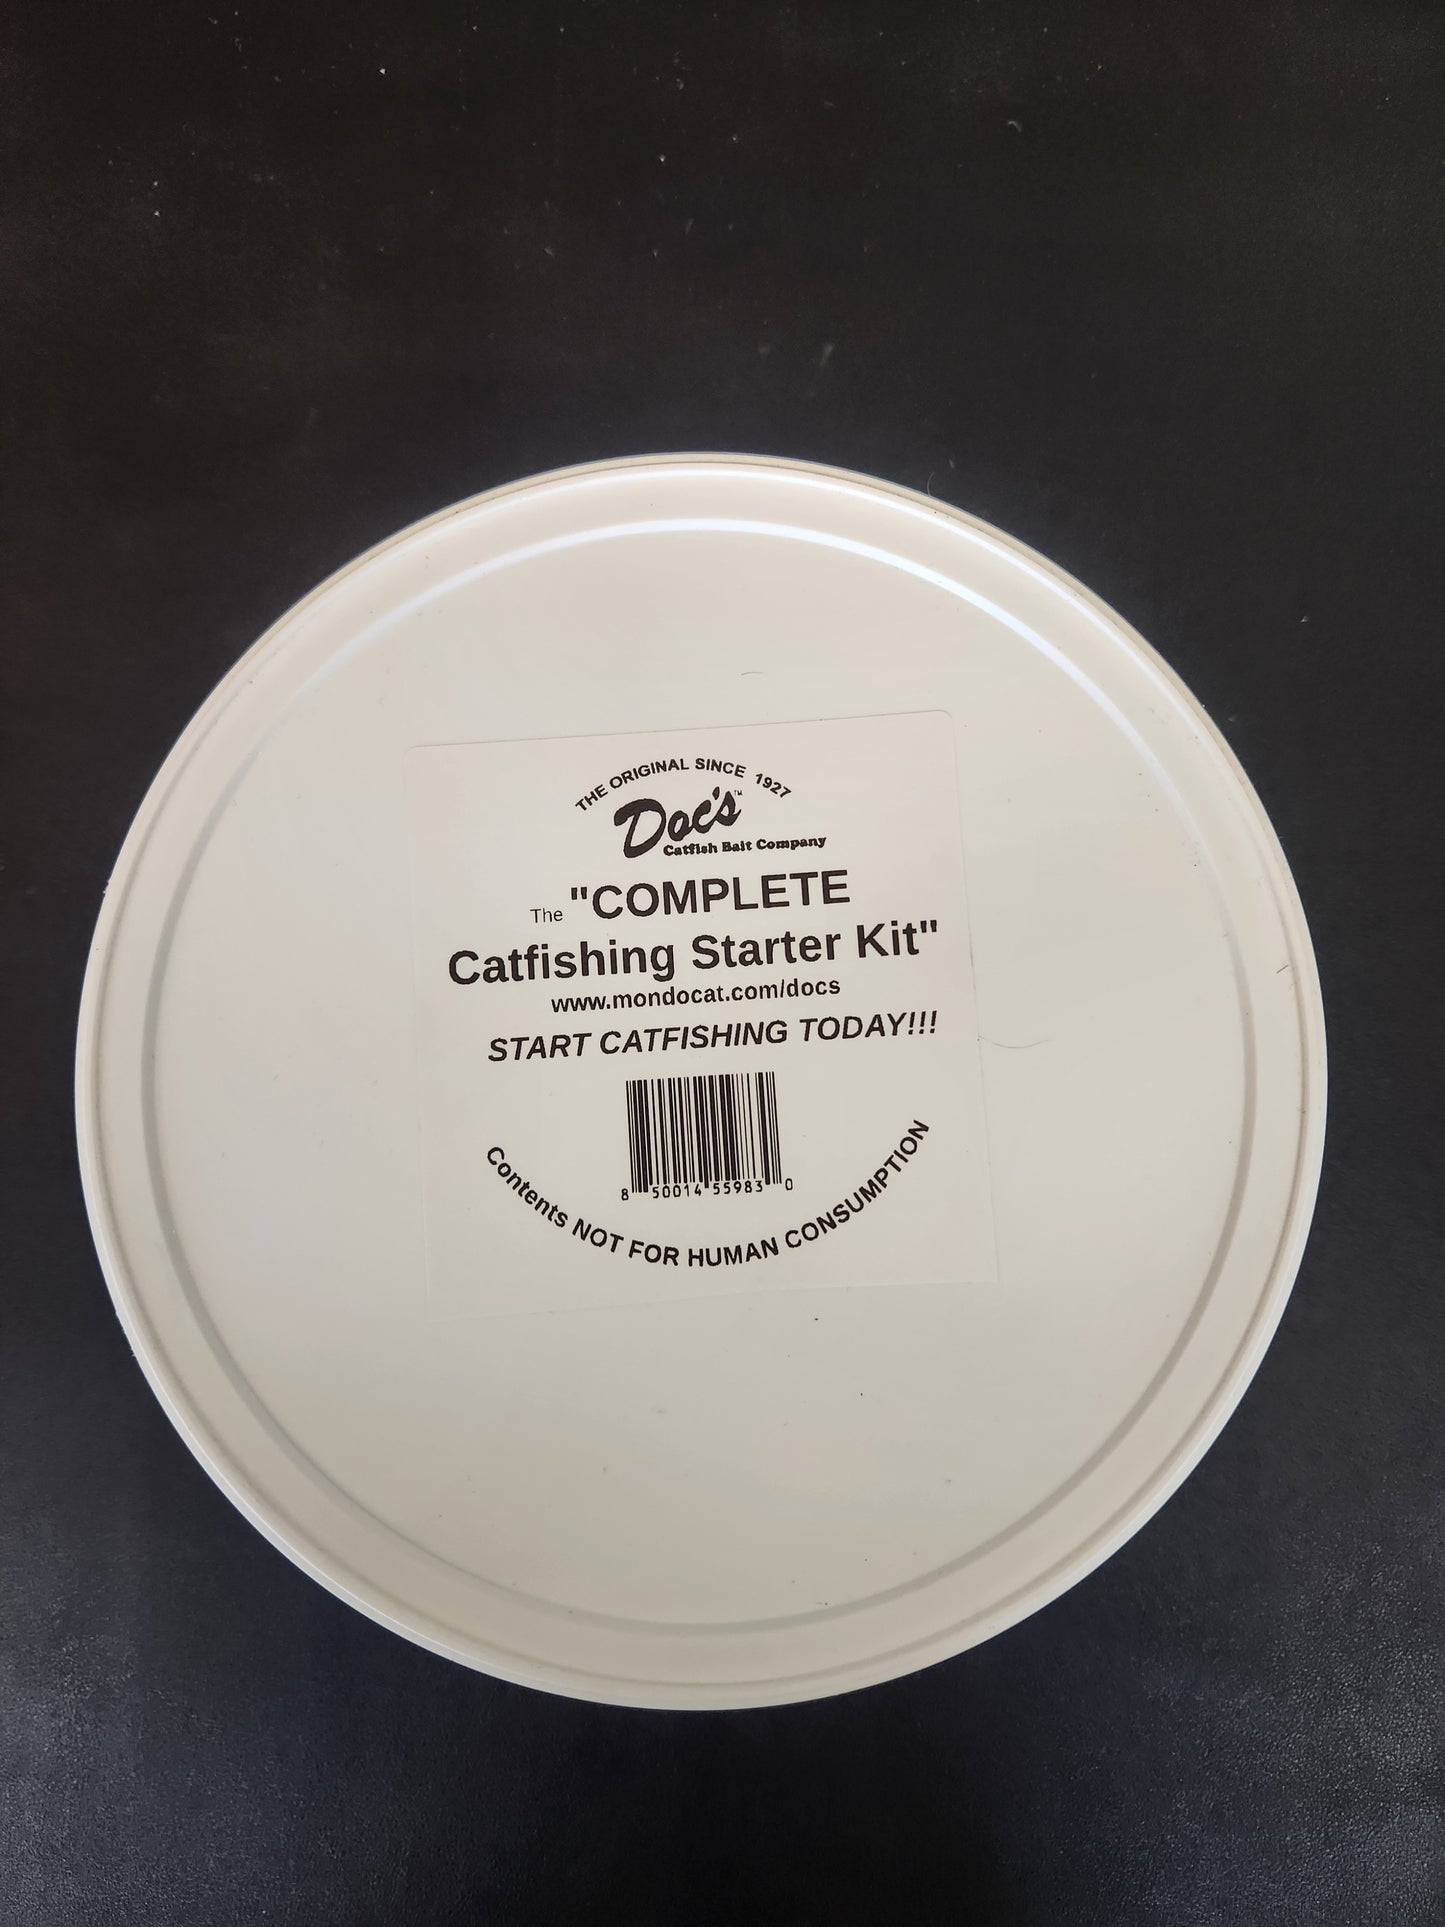 THE ORIGINAL SINCE 1927
Doc's™
Catfish Bait Company
The "COMPLETE
Catfishing Starter Kit"
www.mondocat.com/docs
START CATFISHING TODAY!!!
8 50014 55983 0
Contents NOT FOR HUMAN CONSUMPTION